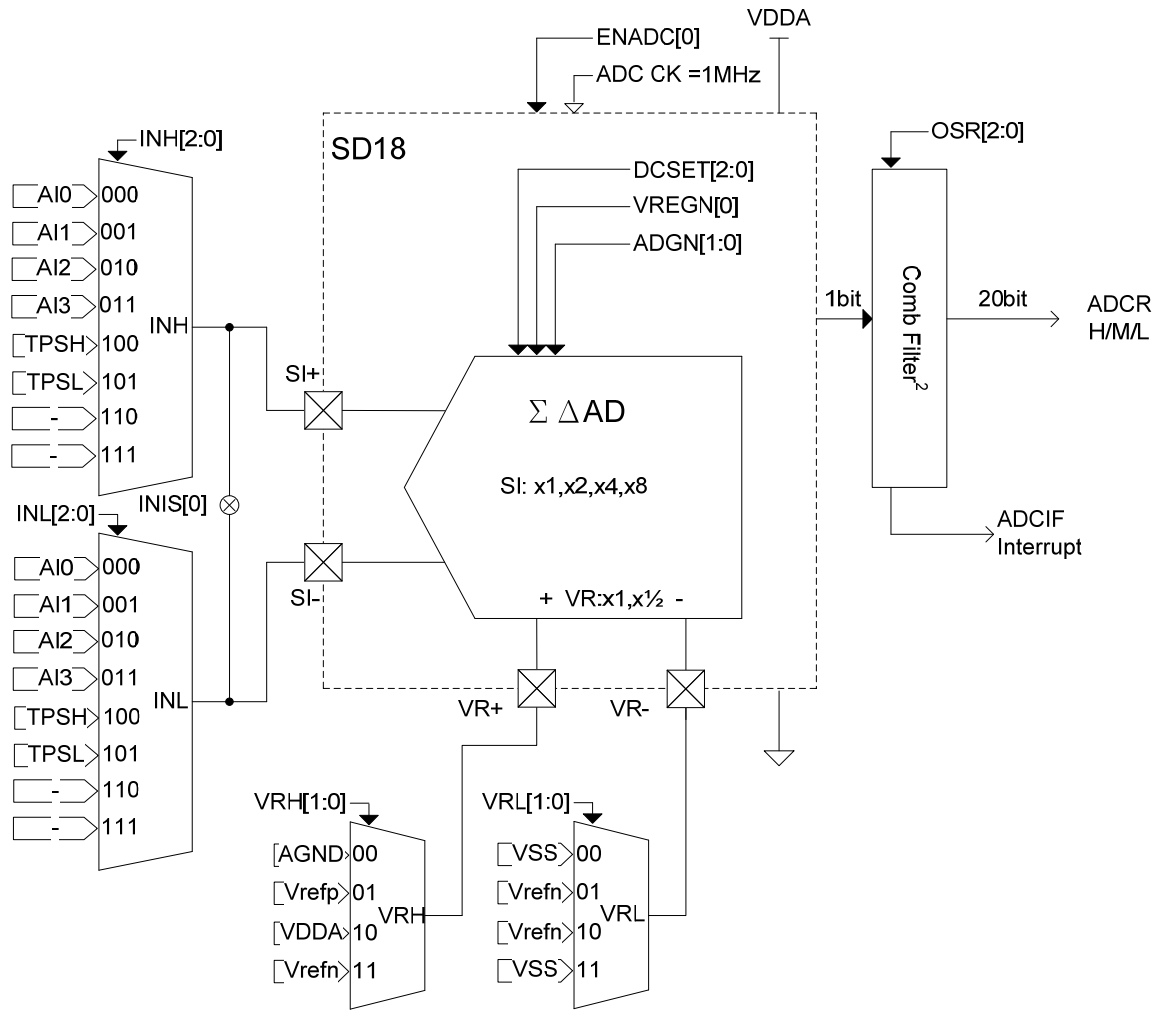 VDDA
ENADC[0]
ADC CK =1MHz
INH[2:0]
SD18
OSR[2:0]
DCSET[2:0]
VREGN[0]
ADGN[1:0]
AI0 000
AI1 001
AI2 010
AI3 011
TPSH 100
TPSL 101
- 110
- 111
INH
SI+
1bit
Comb Filter²
20bit
ADCR
H/M/L
Σ ΔAD
SI: x1,x2,x4,x8
INIS[0]
ADCIF
Interrupt
INL[2:0]
AI0 000
AI1 001
AI2 010
AI3 011
TPSH 100
TPSL 101
- 110
- 111
INL
SI-
+ VR:x1,x½ -
VR+
VR-
VRH[1:0]
AGND 00
Vrefp 01
VDDA 10
Vrefn 11
VRH
VRL[1:0]
VSS 00
Vrefn 01
Vrefn 10
VSS 11
VRL